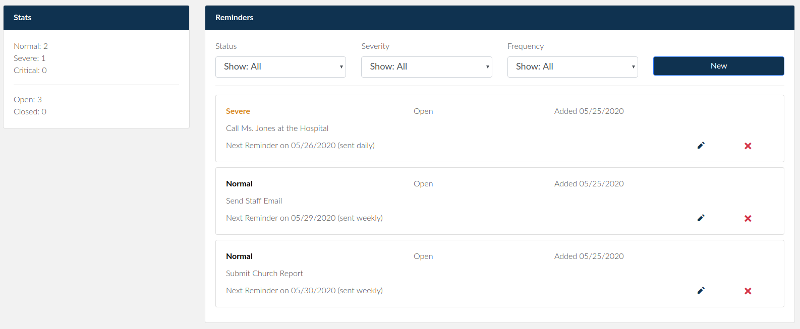 Stats
Normal: 2
Severe: 1
Critical: 0
Open: 3
Closed: 0
Reminders
Status Severity Frequency
Show: All Show: All Show: All New
Severe Open Added 05/25/2020
Call Ms. Jones at the Hospital
Next Reminder on 05/26/2020 (sent daily)
Normal Open Added 05/25/2020
Send Staff Email
Next Reminder on 05/29/2020 (sent weekly)
Normal Open Added 05/25/2020
Submit Church Report
Next Reminder on 05/30/2020 (sent weekly)